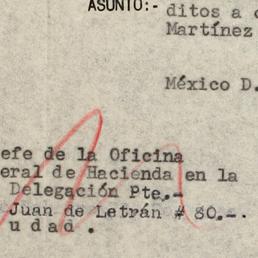 ASUNTO:- ditos a
Martínez
México D.
efe de la Oficina
eral de Hacienda en la
Delegación Pte.-
Juan de Letrán # 80.-.
udad .